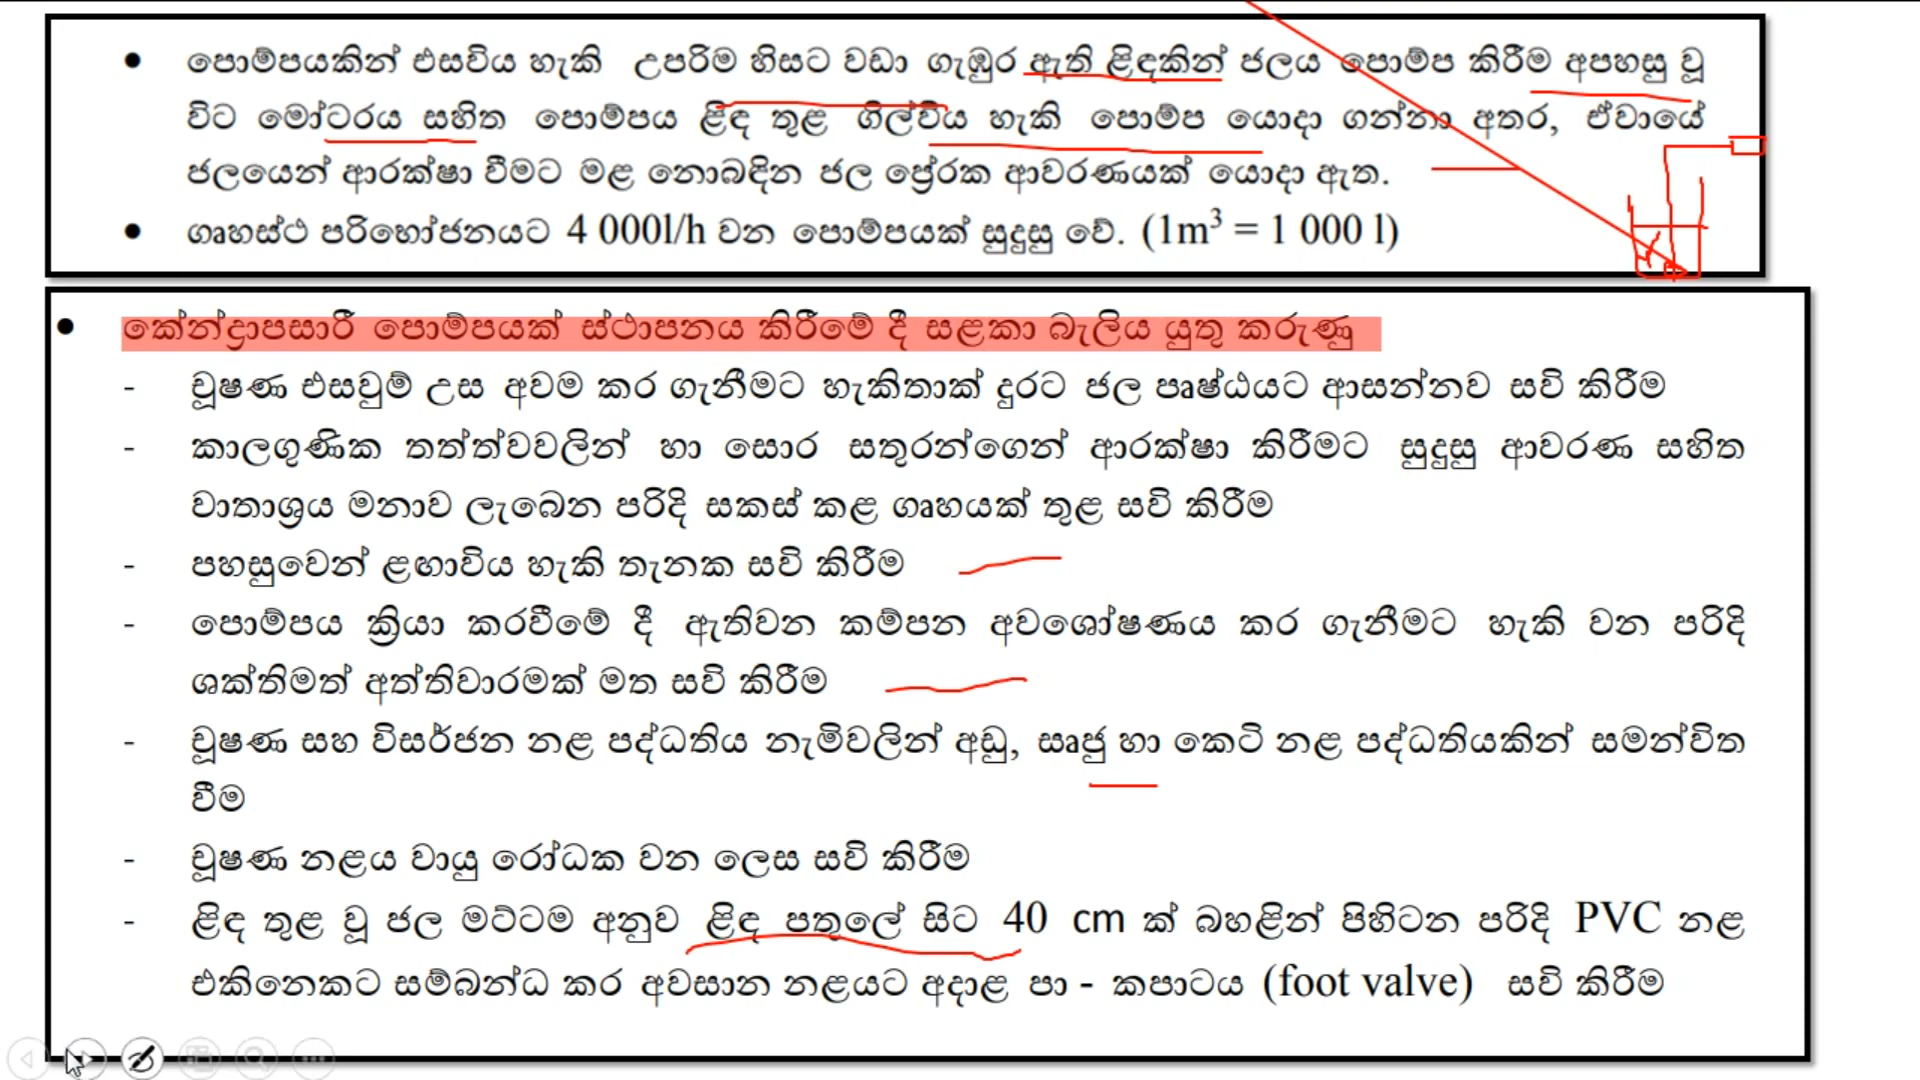 ● පොම්පයකින් එසවිය හැකි උපරිම හිසට වඩා ගැඹුර ඇති ළිඳකින් ජලය පොම්ප කිරීම අපහසු වූ
විට මෝටරය සහිත පොම්පය ළිඳ තුළ ගිල්විය හැකි පොම්ප යොදා ගන්නා අතර, ඒවායේ
ජලයෙන් ආරක්ෂා වීමට මළ නොබඳින ජල ප්‍රේරක ආවරණයක් යොදා ඇත.
● ගෘහස්ථ පරිභෝජනයට 4 000l/h වන පොම්පයක් සුදුසු වේ. (1m³ = 1 000 l)
● කේන්ද්‍රාපසාරී පොම්පයක් ස්ථාපනය කිරීමේ දී සළකා බැලිය යුතු කරුණු
- චූෂණ එසවුම් උස අවම කර ගැනීමට හැකිතාක් දුරට ජල පෘෂ්ඨයට ආසන්නව සවි කිරීම
- කාලගුණික තත්ත්වවලින් හා සොර සතුරන්ගෙන් ආරක්ෂා කිරීමට සුදුසු ආවරණ සහිත
වාතාශ්‍රය මනාව ලැබෙන පරිදි සකස් කළ ගෘහයක් තුළ සවි කිරීම
- පහසුවෙන් ළඟාවිය හැකි තැනක සවි කිරීම
- පොම්පය ක්‍රියා කරවීමේ දී ඇතිවන කම්පන අවශෝෂණය කර ගැනීමට හැකි වන පරිදි
ශක්තිමත් අත්තිවාරමක් මත සවි කිරීම
- චූෂණ සහ විසර්ජන නළ පද්ධතිය නැමිවලින් අඩු, සෘජු හා කෙටි නළ පද්ධතියකින් සමන්විත
වීම
- චූෂණ නළය වායු රෝධක වන ලෙස සවි කිරීම
- ළිඳ තුළ වූ ජල මට්ටම අනුව ළිඳ පතුලේ සිට 40 cm ක් බහළින් පිහිටන පරිදි PVC නළ
එකිනෙකට සම්බන්ධ කර අවසාන නළයට අදාළ පා - කපාටය (foot valve) සවි කිරීම